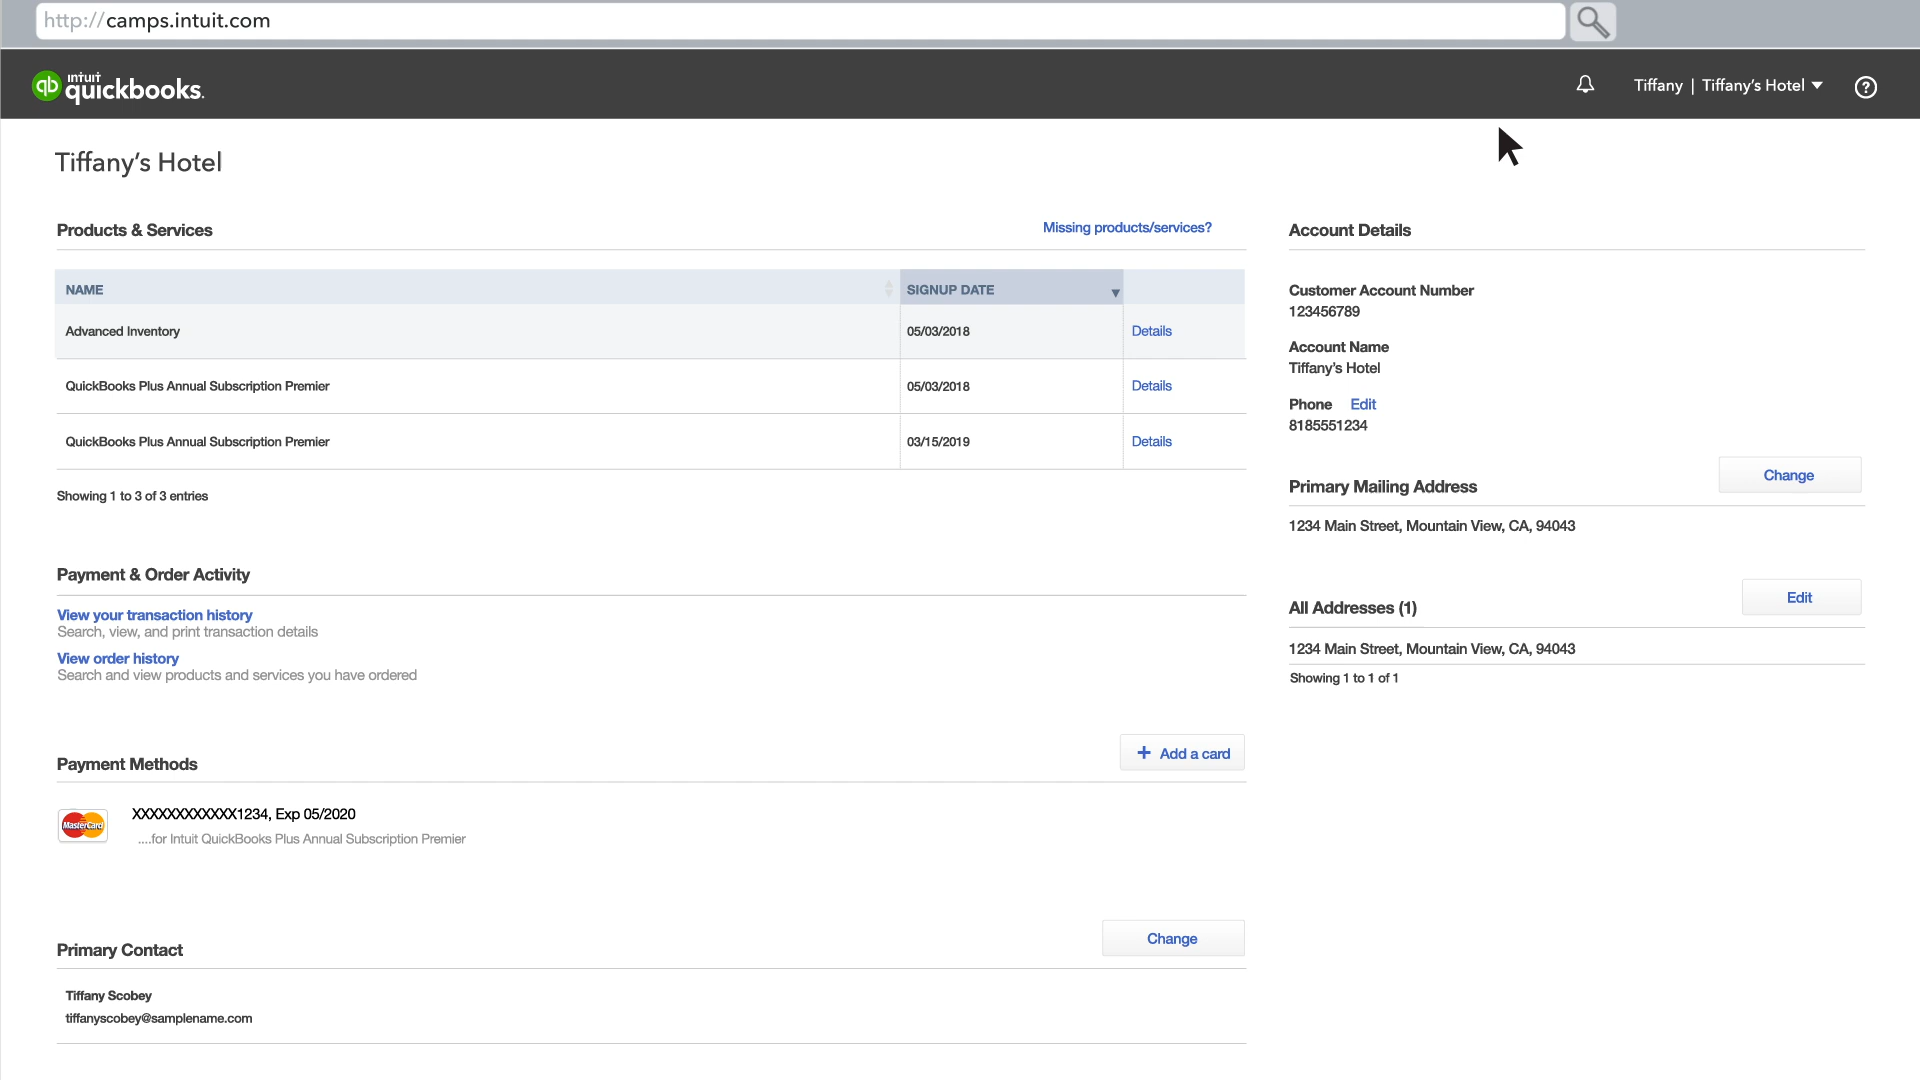 http://camps.intuit.com
intuit
qb quickbooks.
Tiffany | Tiffany's Hotel
?
Tiffany's Hotel
Products & Services
Missing products/services?
NAME
SIGNUP DATE
Advanced Inventory
05/03/2018
Details
QuickBooks Plus Annual Subscription Premier
05/03/2018
Details
QuickBooks Plus Annual Subscription Premier
03/15/2019
Details
Showing 1 to 3 of 3 entries
Payment & Order Activity
View your transaction history
Search, view, and print transaction details
View order history
Search and view products and services you have ordered
Payment Methods
+ Add a card
MasterCard
XXXXXXXXXXXX1234, Exp 05/2020
....for Intuit QuickBooks Plus Annual Subscription Premier
Primary Contact
Change
Tiffany Scobey
tiffanyscobey@samplename.com
Account Details
Customer Account Number
123456789
Account Name
Tiffany's Hotel
Phone Edit
8185551234
Primary Mailing Address
Change
1234 Main Street, Mountain View, CA, 94043
All Addresses (1)
Edit
1234 Main Street, Mountain View, CA, 94043
Showing 1 to 1 of 1